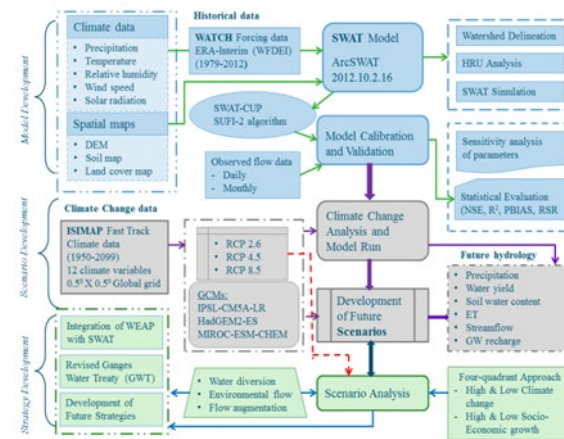 Historical data
Climate data
- Precipitation
- Temperature
- Relative humidity
- Wind speed
- Solar radiation
Spatial maps
- DEM
- Soil map
- Land cover map
WATCH Forcing data
ERA-Interim (WFDEI)
(1979-2012)
SWAT Model
ArcSWAT
2012.10.2.16
Watershed Delineation
HRU Analysis
SWAT Simulation
SWAT-CUP
SUFI-2 algorithm
Observed flow data
- Daily
- Monthly
Model Calibration
and Validation
Sensitivity analysis
of parameters
Statistical Evaluation
(NSE, R², PBIAS, RSR)
Model Development
Climate Change data
ISIMAP Fast Track
Climate data
(1950-2099)
12 climate variables
0.5⁰ X 0.5⁰ Global grid
• RCP 2.6
• RCP 4.5
• RCP 8.5
GCMs:
IPSL-CM5A-LR
HadGEM2-ES
MIROC-ESM-CHEM
Climate Change
Analysis and
Model Run
Development
of Future
Scenarios
Future hydrology
• Precipitation
• Water yield
• Soil water content
• ET
• Streamflow
• GW recharge
Scenario Development
Integration of WEAP
with SWAT
Revised Ganges
Water Treaty (GWT)
Development of
Future Strategies
• Water diversion
• Environmental flow
• Flow augmentation
Scenario Analysis
Four-quadrant Approach
- High & Low Climate
change
- High & Low Socio-
Economic growth
Strategy Development